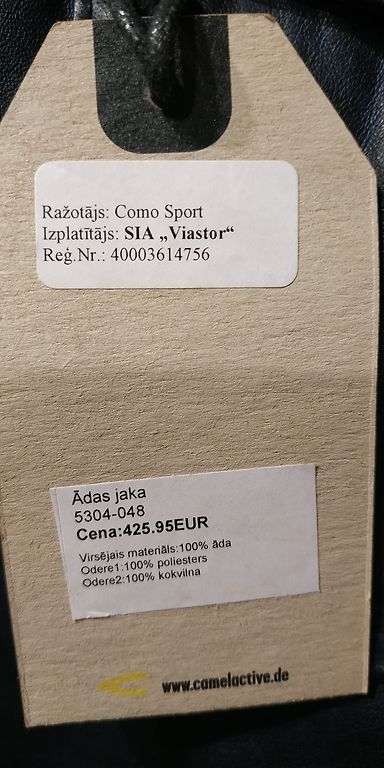 Ražotājs: Como Sport
Izplatītājs: SIA „Viastor“
Reģ.Nr.: 40003614756
Ādas jaka
5304-048
Cena:425.95EUR
Virsējais materiāls:100% āda
Odere1:100% poliesters
Odere2:100% kokvilna
www.camelactive.de